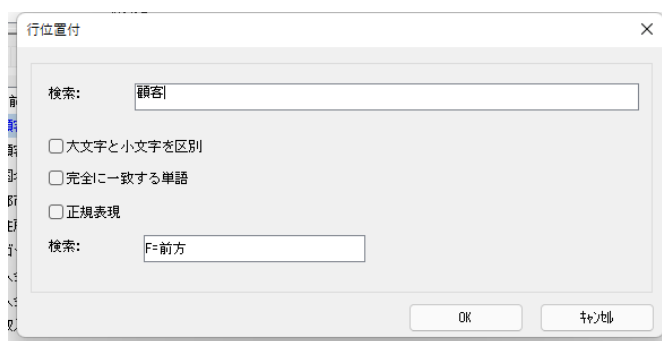 行位置付
検索: 顧客
大文字と小文字を区別
完全に一致する単語
正規表現
検索: F=前方
OK ｷｬﾝｾﾙ